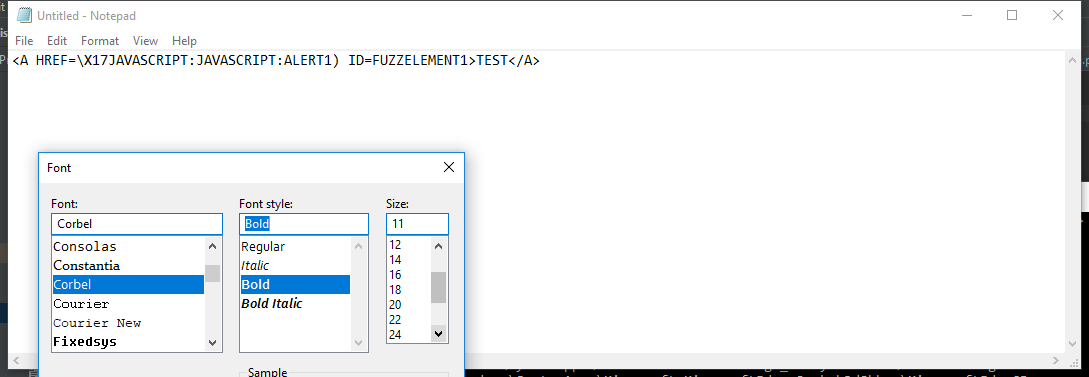 Untitled - Notepad
File Edit Format View Help
<A HREF=\X17JAVASCRIPT:JAVASCRIPT:ALERT1) ID=FUZZELEMENT1>TEST</A>
Font
Font: Font style: Size:
Corbel Bold 11
Consolas
Constantia
Corbel
Courier
Courier New
Fixedsys
Regular
Italic
Bold
Bold Italic
12
14
16
18
20
22
24
Sample